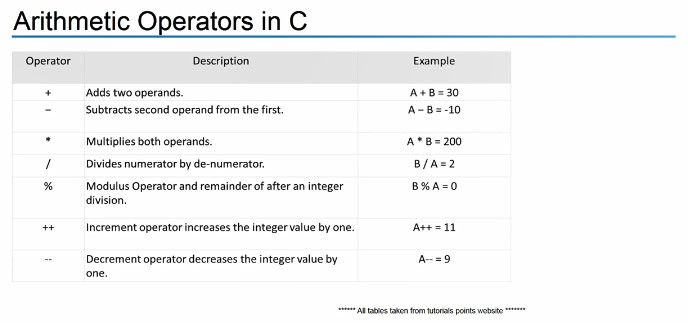 Arithmetic Operators in C
Operator Description Example
+ Adds two operands. A + B = 30
− Subtracts second operand from the first. A − B = -10
* Multiplies both operands. A * B = 200
/ Divides numerator by de-numerator. B / A = 2
% Modulus Operator and remainder of after an integer B % A = 0
division.
++ Increment operator increases the integer value by one. A++ = 11
-- Decrement operator decreases the integer value by A-- = 9
one.
****** All tables taken from tutorials points website *******